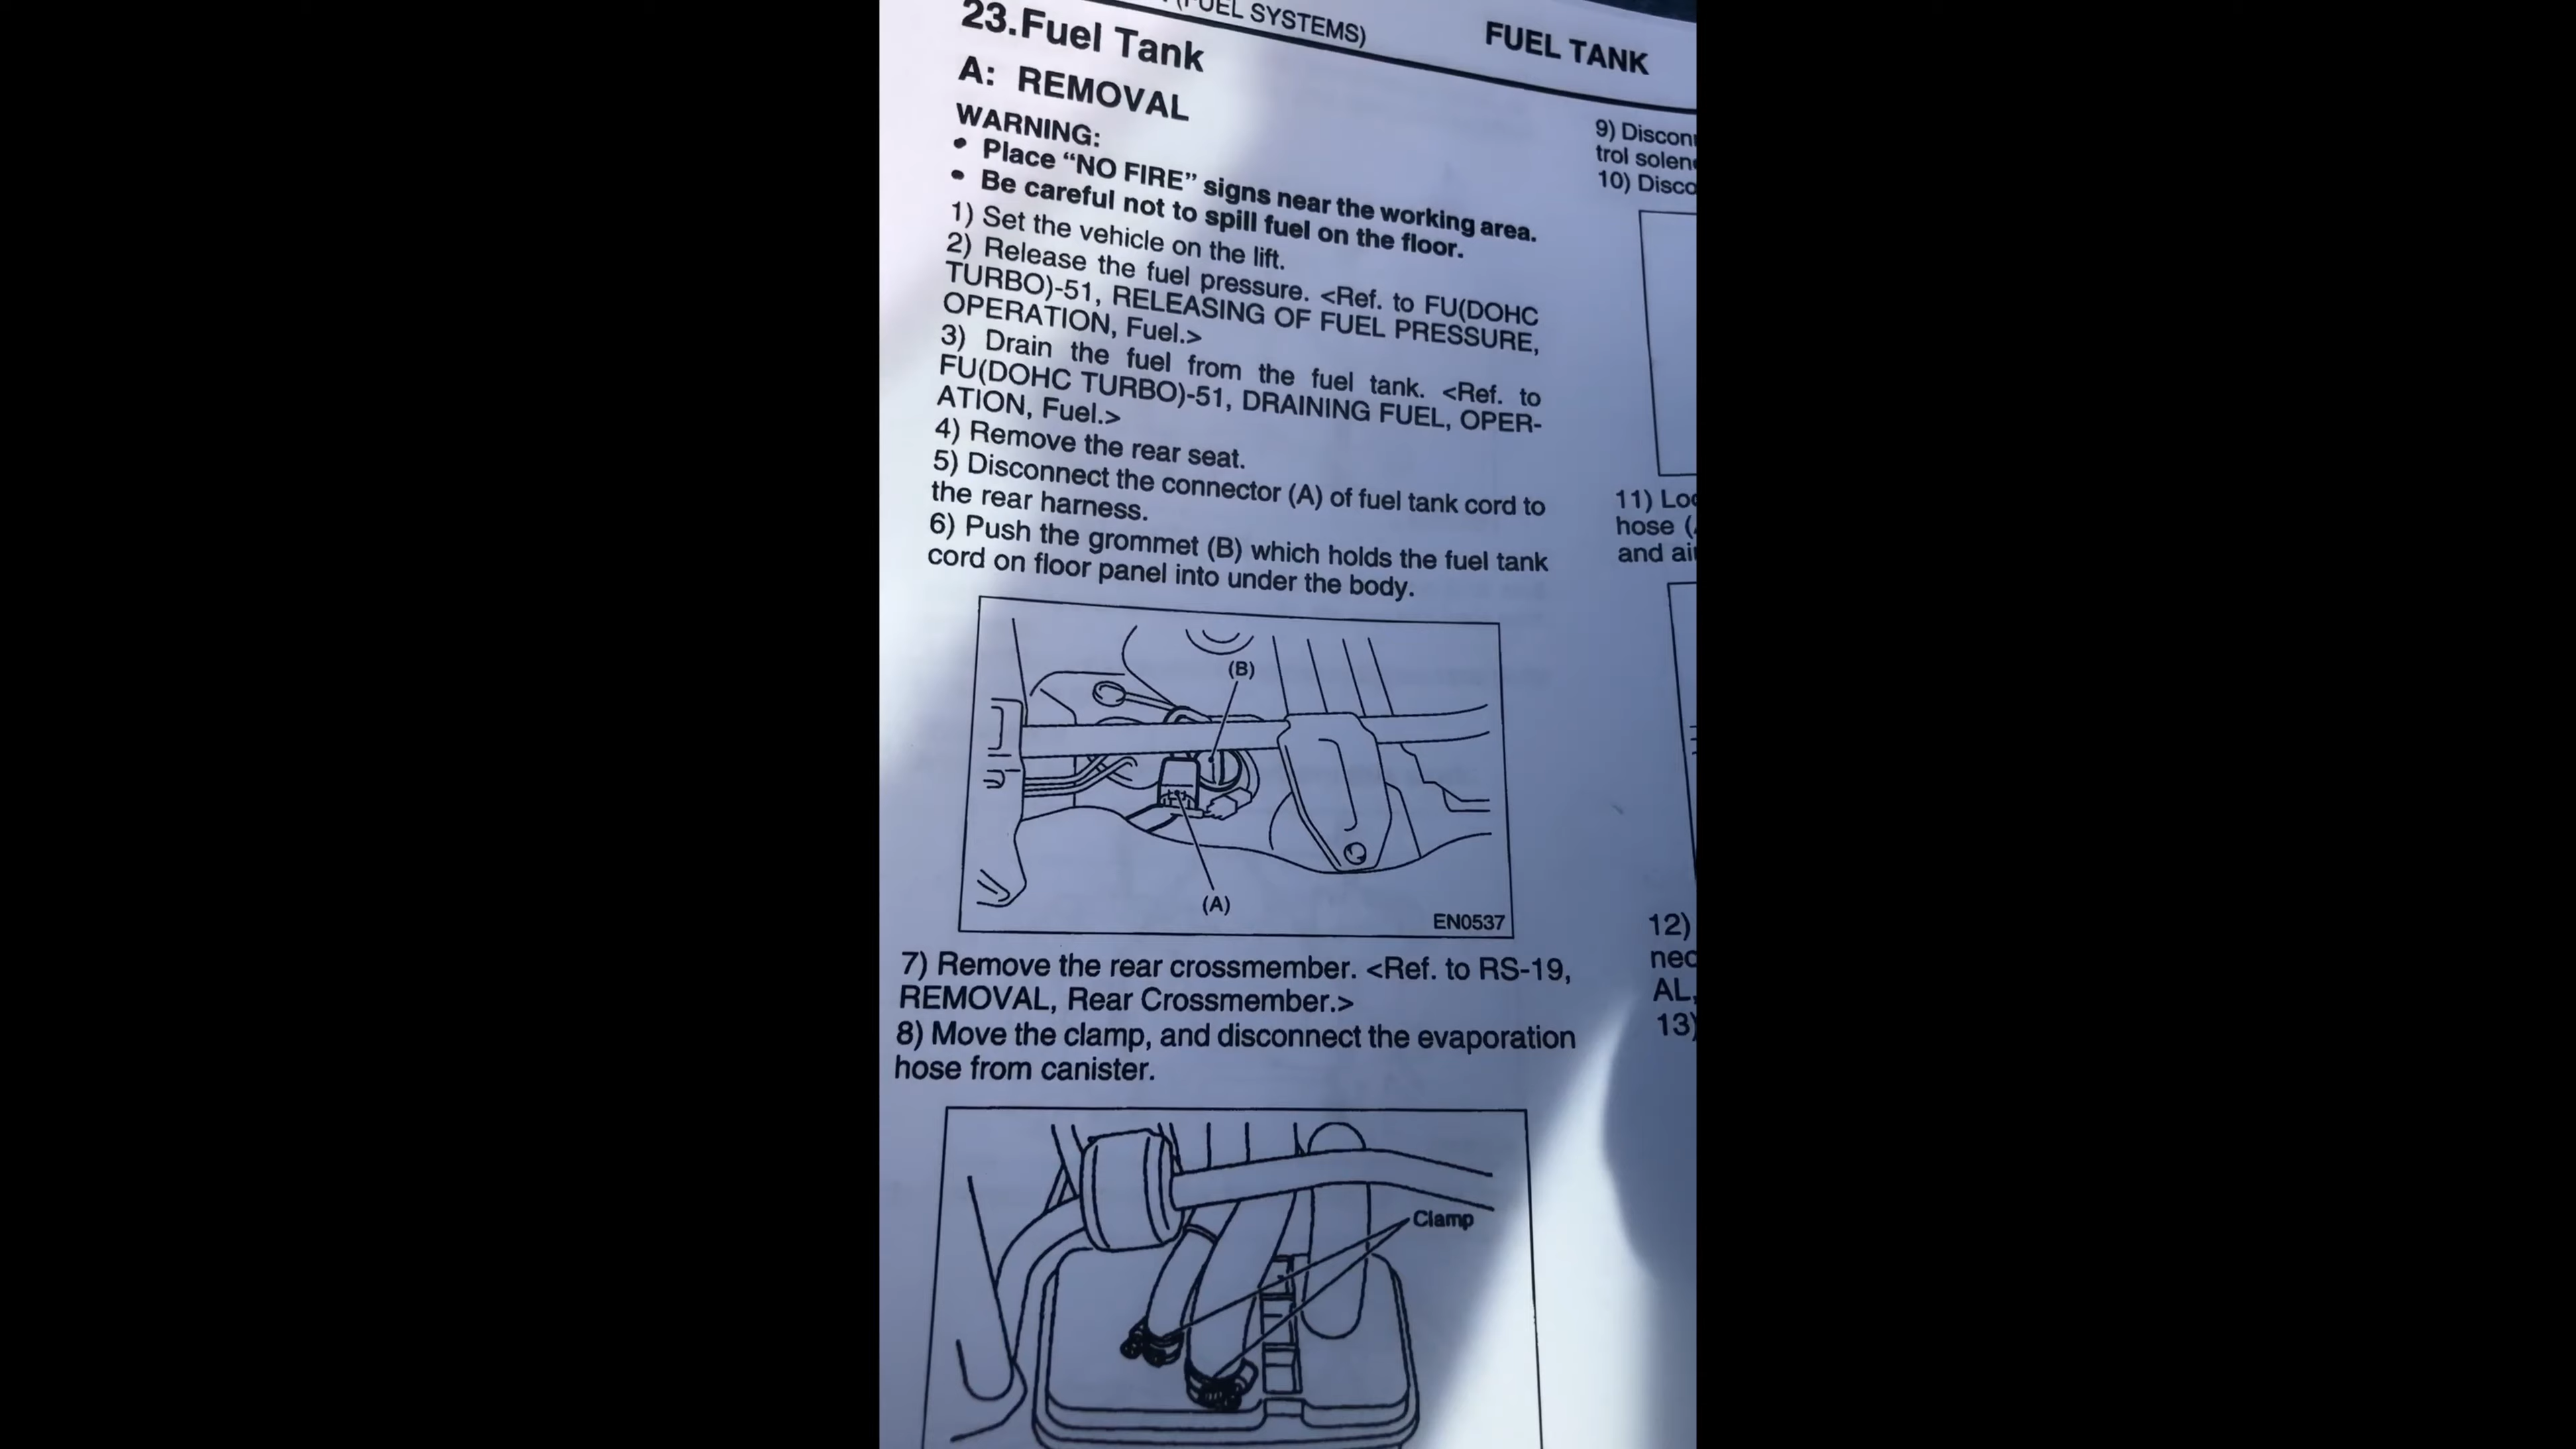 (FUEL SYSTEMS)
FUEL TANK
23.Fuel Tank
A: REMOVAL
WARNING:
• Place “NO FIRE” signs near the working area.
• Be careful not to spill fuel on the floor.
1) Set the vehicle on the lift.
2) Release the fuel pressure. <Ref. to FU(DOHC
TURBO)-51, RELEASING OF FUEL PRESSURE,
OPERATION, Fuel.>
3) Drain the fuel from the fuel tank. <Ref. to
FU(DOHC TURBO)-51, DRAINING FUEL, OPER-
ATION, Fuel.>
4) Remove the rear seat.
5) Disconnect the connector (A) of fuel tank cord to
the rear harness.
6) Push the grommet (B) which holds the fuel tank
cord on floor panel into under the body.
(B)
(A)
EN0537
7) Remove the rear crossmember. <Ref. to RS-19,
REMOVAL, Rear Crossmember.>
8) Move the clamp, and disconnect the evaporation
hose from canister.
Clamp
9)
trol
10)
11)
hose
and
12)
AL,
13)